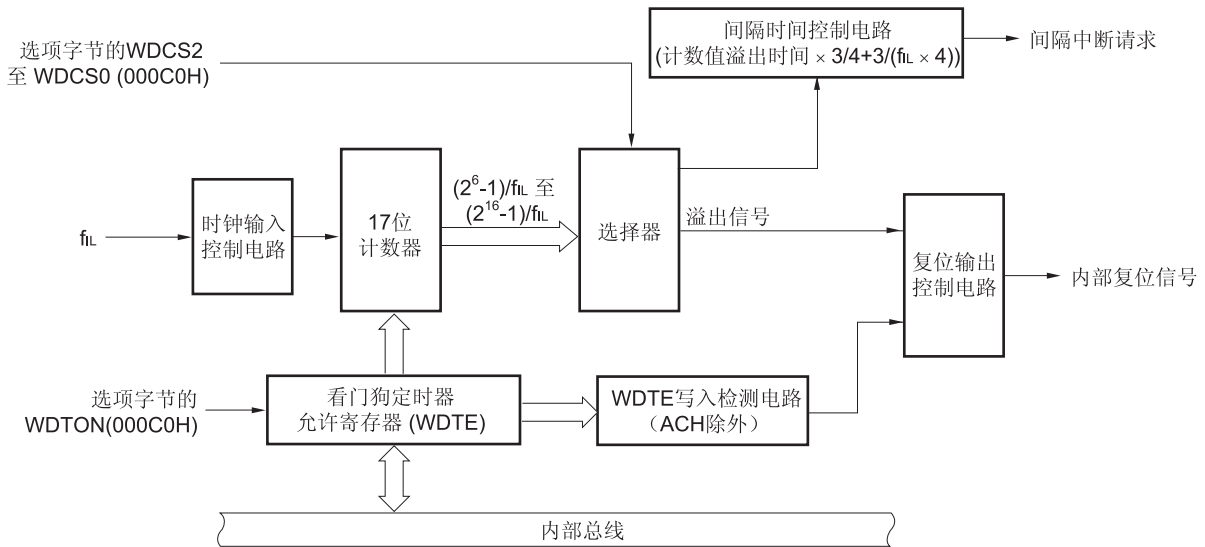 选项字节的WDCS2
至 WDCS0 (000C0H)
间隔时间控制电路
(计数值溢出时间 × 3/4+3/(fIL × 4))
间隔中断请求
fIL
时钟输入
控制电路
17位
计数器
(2⁶-1)/fIL 至
(2¹⁶-1)/fIL
选择器
溢出信号
复位输出
控制电路
内部复位信号
选项字节的
WDTON(000C0H)
看门狗定时器
允许寄存器 (WDTE)
WDTE写入检测电路
（ACH除外）
内部总线